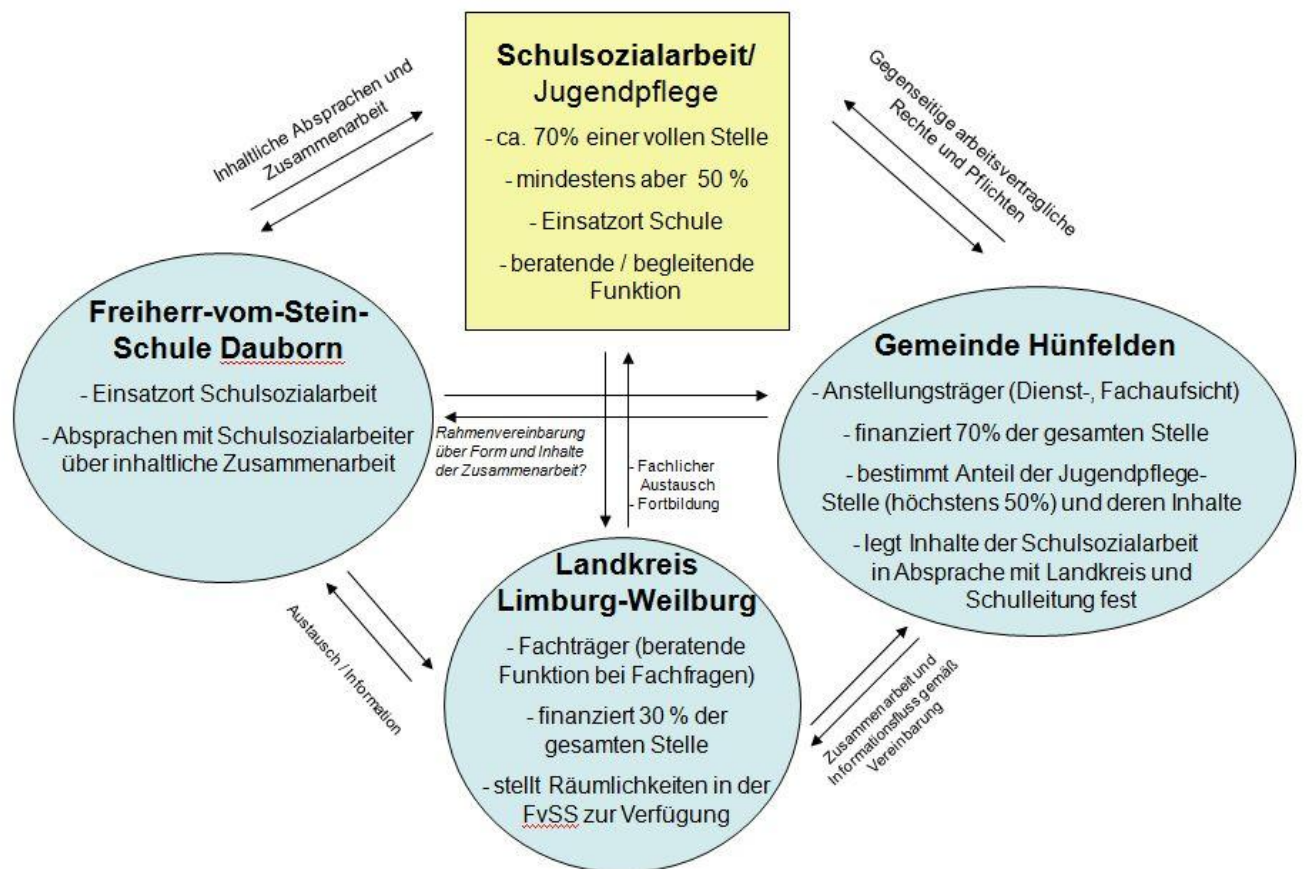 Schulsozialarbeit/
Jugendpflege
- ca. 70% einer vollen Stelle
- mindestens aber 50 %
- Einsatzort Schule
- beratende / begleitende
Funktion
Inhaltliche Absprachen und
Zusammenarbeit
Gegenseitige arbeitsvertragliche
Rechte und Pflichten
Freiherr-vom-Stein-
Schule Dauborn
- Einsatzort Schulsozialarbeit
- Absprachen mit Schulsozialarbeiter
über inhaltliche Zusammenarbeit
Rahmenvereinbarung
über Form und Inhalte
der Zusammenarbeit?
- Fachlicher
Austausch
- Fortbildung
Gemeinde Hünfelden
- Anstellungsträger (Dienst-, Fachaufsicht)
- finanziert 70% der gesamten Stelle
- bestimmt Anteil der Jugendpflege-
Stelle (höchstens 50%) und deren Inhalte
- legt Inhalte der Schulsozialarbeit
in Absprache mit Landkreis und
Schulleitung fest
Austausch / Information
Landkreis
Limburg-Weilburg
- Fachträger (beratende
Funktion bei Fachfragen)
- finanziert 30 % der
gesamten Stelle
- stellt Räumlichkeiten in der
FvSS zur Verfügung
Zusammenarbeit und
Informationsfluss gemäß
Vereinbarung